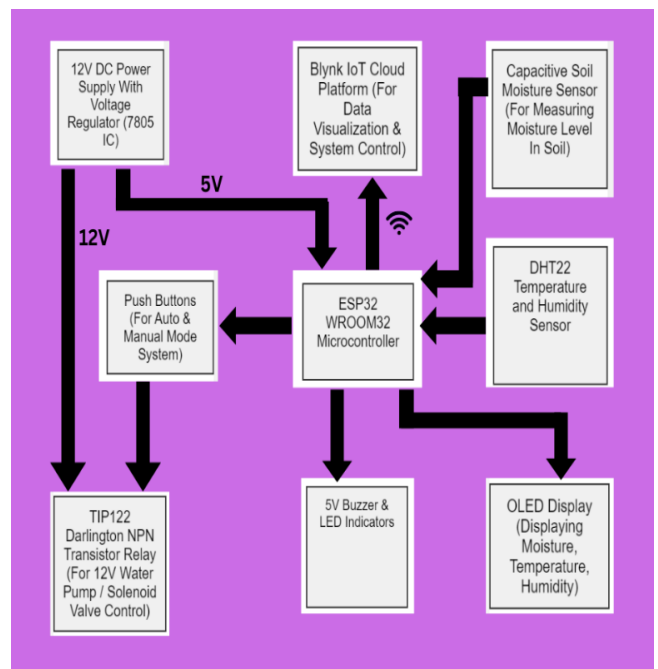 12V DC Power
Supply With
Voltage
Regulator (7805
IC)
Blynk IoT Cloud
Platform (For
Data
Visualization &
System Control)
Capacitive Soil
Moisture Sensor
(For Measuring
Moisture Level
In Soil)
5V
12V
Push Buttons
(For Auto &
Manual Mode
System)
ESP32
WROOM32
Microcontroller
DHT22
Temperature
and Humidity
Sensor
TIP122
Darlington NPN
Transistor Relay
(For 12V Water
Pump / Solenoid
Valve Control)
5V Buzzer &
LED Indicators
OLED Display
(Displaying
Moisture,
Temperature,
Humidity)